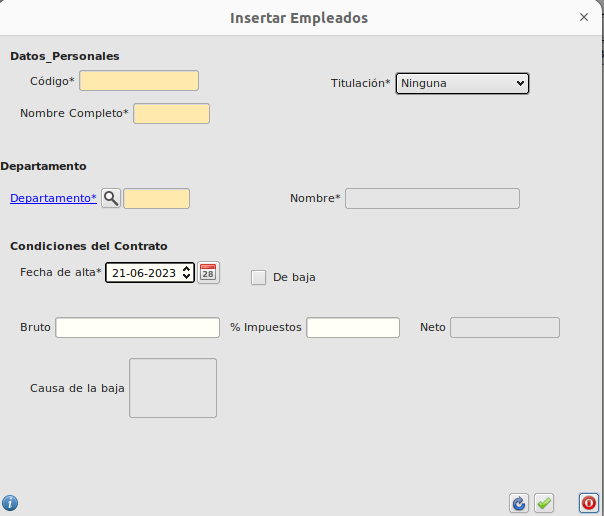 Insertar Empleados
Datos_Personales
Código*
Titulación* Ninguna
Nombre Completo*
Departamento
Departamento*
Nombre*
Condiciones del Contrato
Fecha de alta* 21-06-2023 28
De baja
Bruto % Impuestos Neto
Causa de la baja